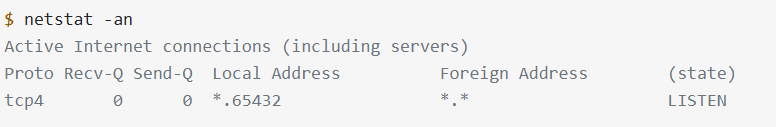 $ netstat -an
Active Internet connections (including servers)
Proto Recv-Q Send-Q  Local Address          Foreign Address        (state)
tcp4       0      0  *.65432                *.*                    LISTEN